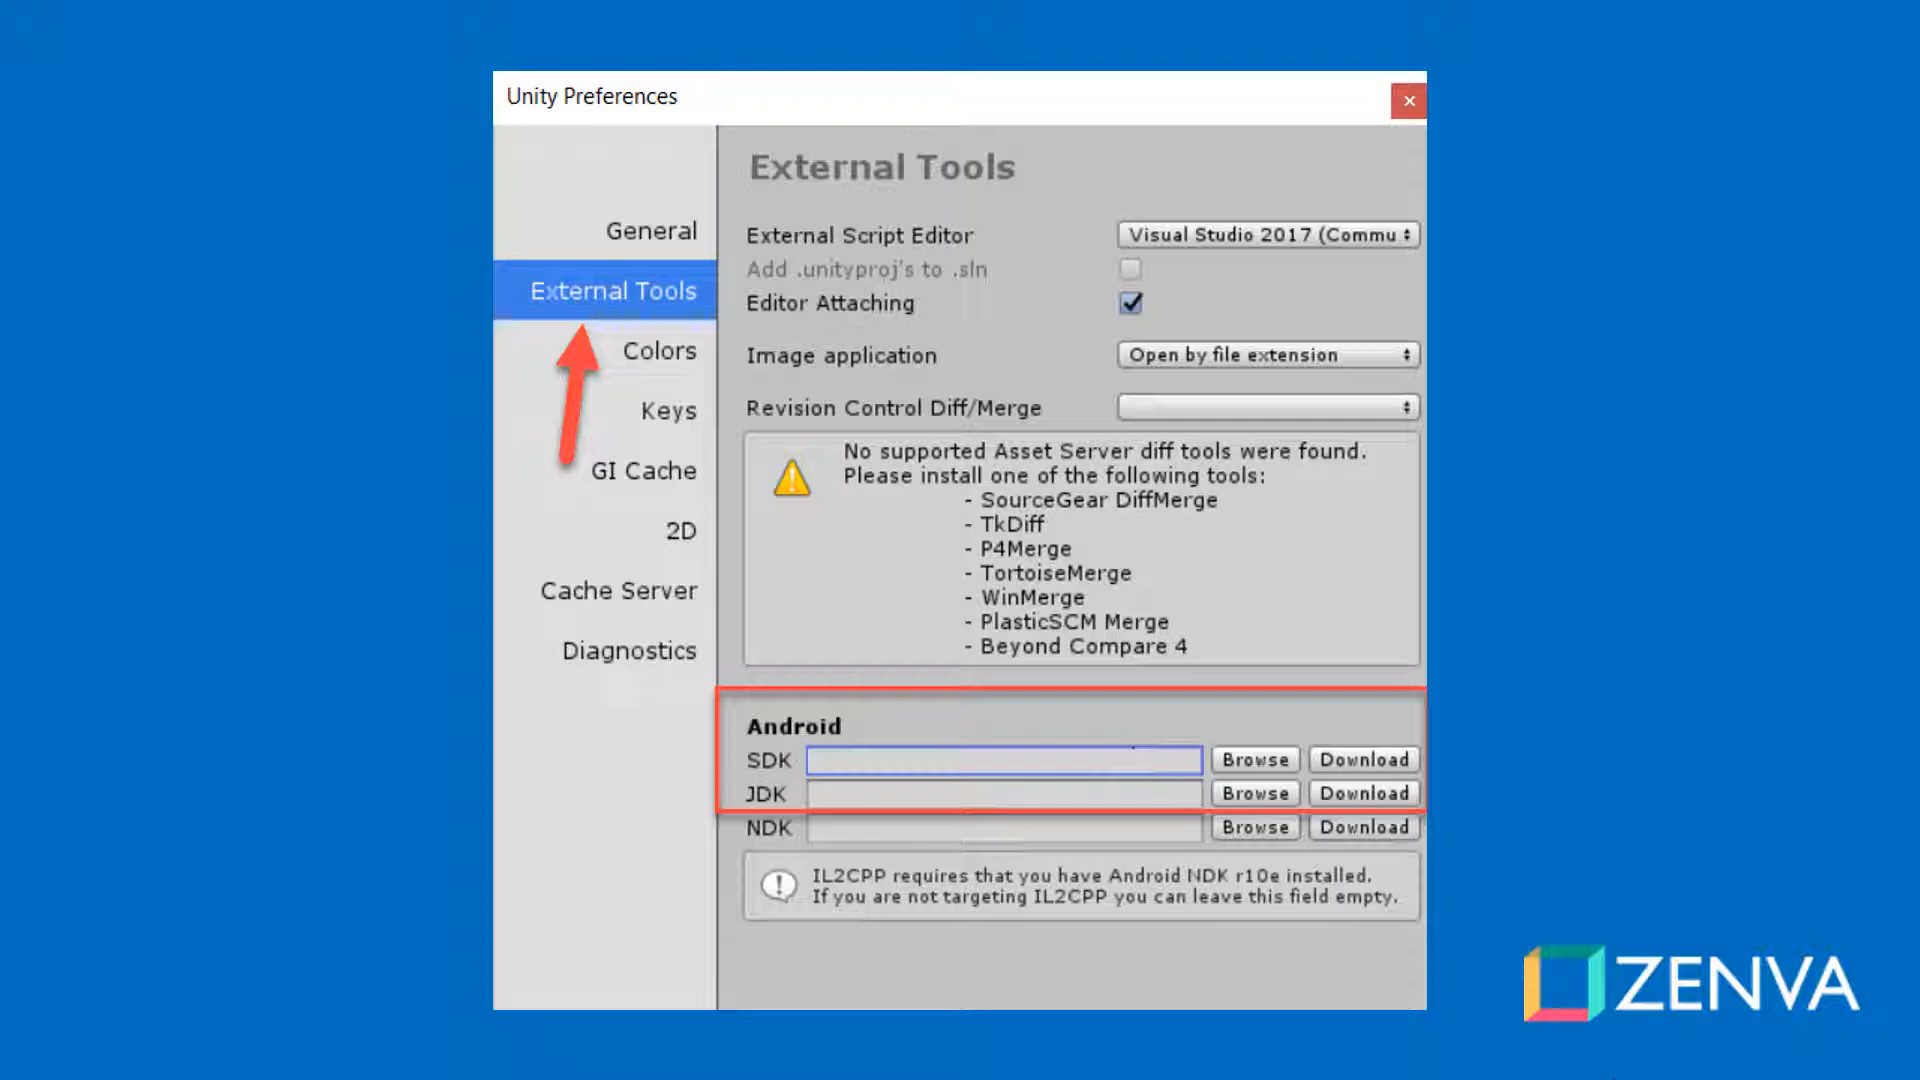 Unity Preferences
General
External Tools
Colors
Keys
GI Cache
2D
Cache Server
Diagnostics
External Tools
External Script Editor Visual Studio 2017 (Commu
Add .unityproj's to .sln
Editor Attaching
Image application Open by file extension
Revision Control Diff/Merge
No supported Asset Server diff tools were found.
Please install one of the following tools:
- SourceGear DiffMerge
- TkDiff
- P4Merge
- TortoiseMerge
- WinMerge
- PlasticSCM Merge
- Beyond Compare 4
Android
SDK Browse Download
JDK Browse Download
NDK Browse Download
IL2CPP requires that you have Android NDK r10e installed.
If you are not targeting IL2CPP you can leave this field empty.
ZENVA